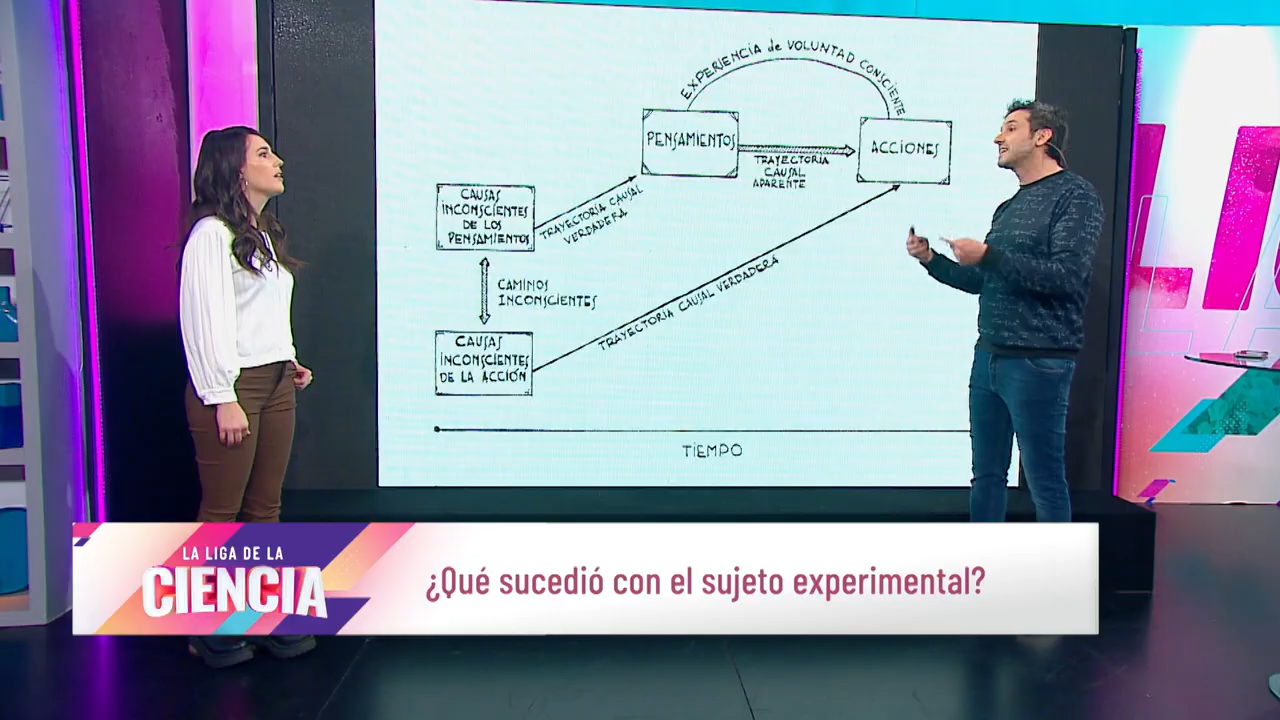 EXPERIENCIA de VOLUNTAD CONSCIENTE
PENSAMIENTOS
ACCIONES
TRAYECTORIA
CAUSAL
APARENTE
CAUSAS
INCONSCIENTES
DE LOS
PENSAMIENTOS
TRAYECTORIA CAUSAL
VERDADERA
CAMINOS
INCONSCIENTES
CAUSAS
INCONSCIENTES
DE LA ACCIÓN
TRAYECTORIA CAUSAL VERDADERA
TIEMPO
LA LIGA DE LA
CIENCIA
¿Qué sucedió con el sujeto experimental?